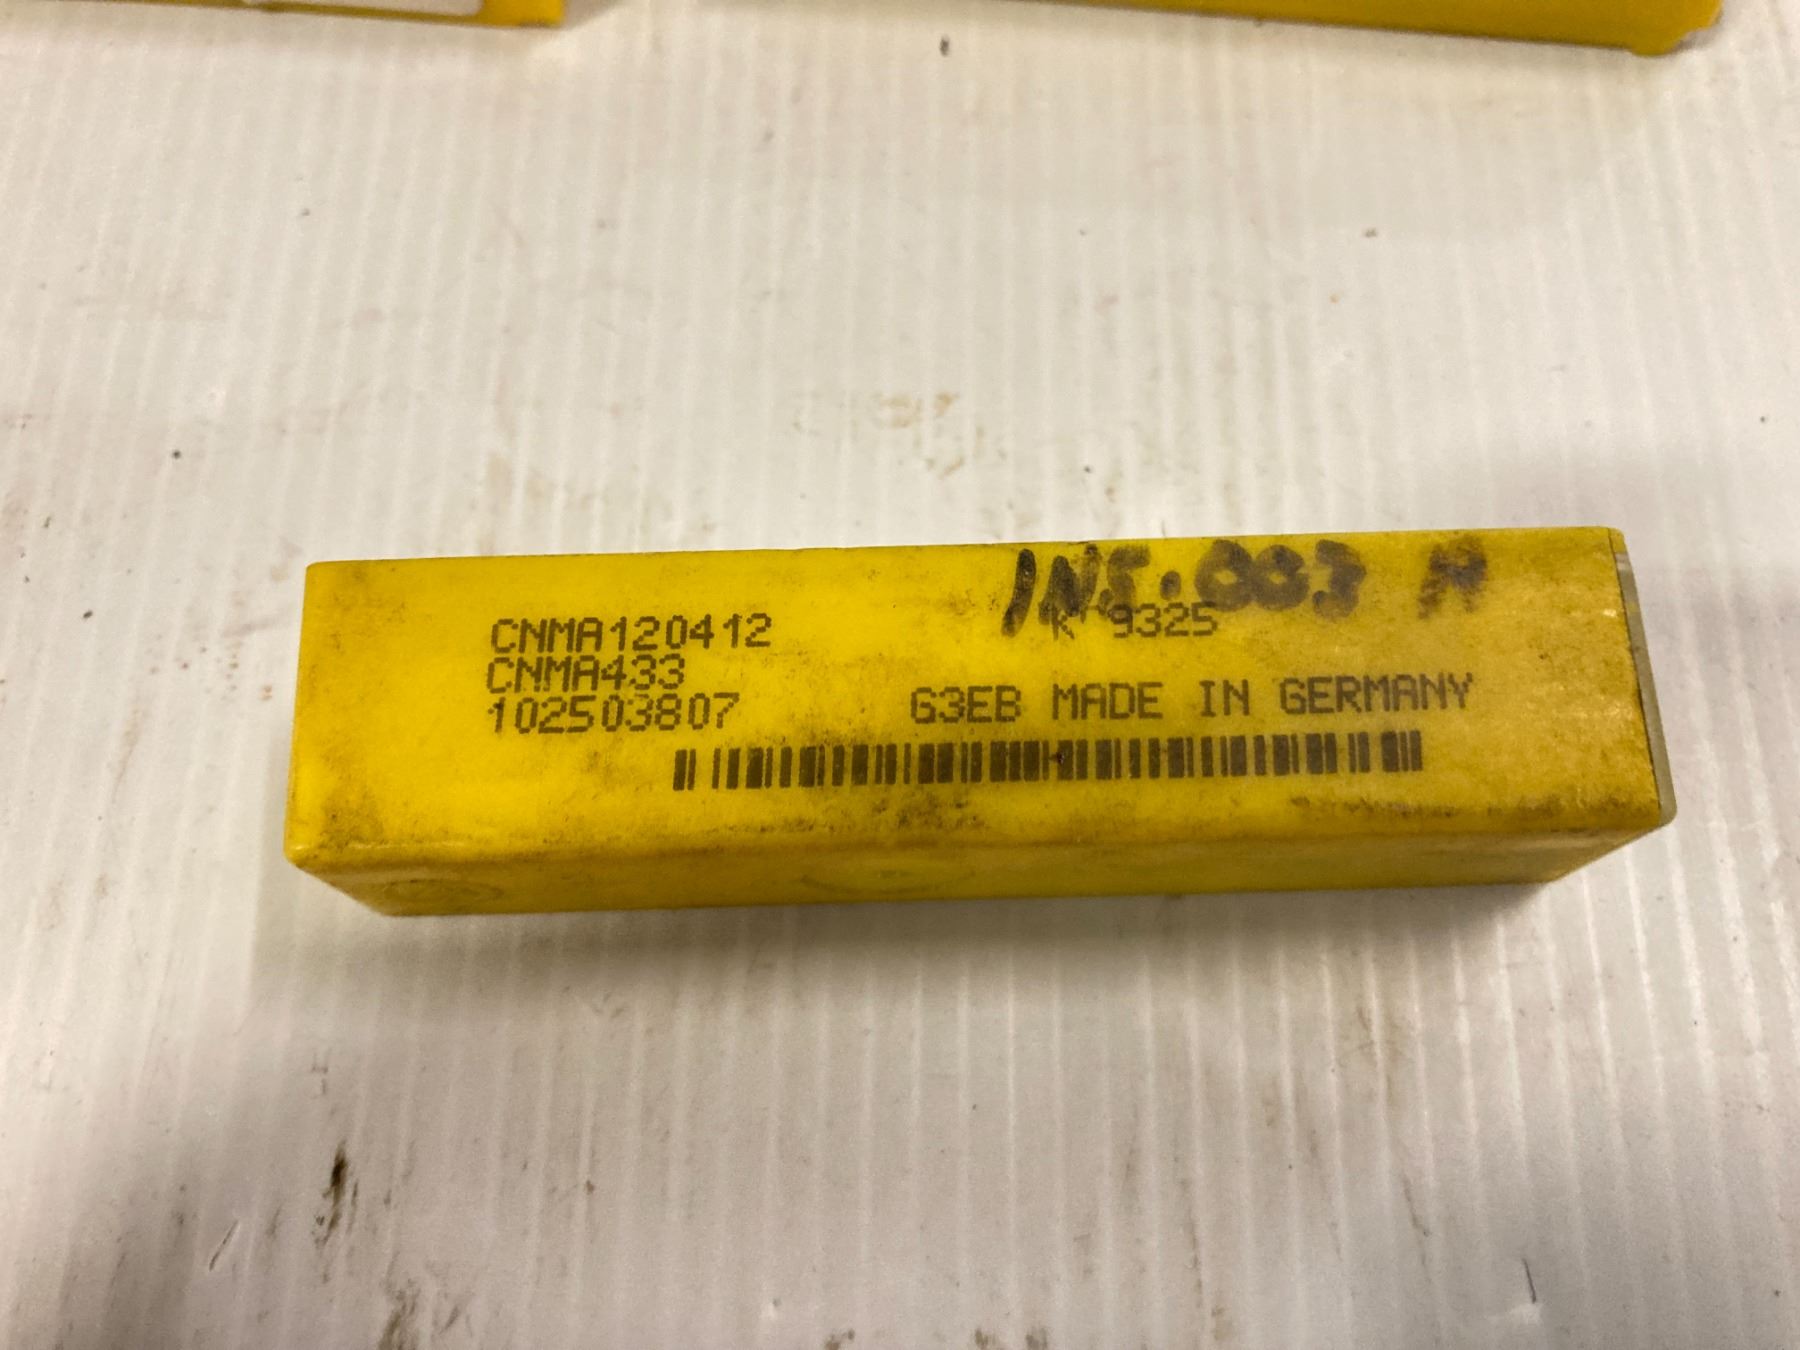 INS.003 H
CNMA120412 K 9325
CNMA433
102503807 G3EB MADE IN GERMANY